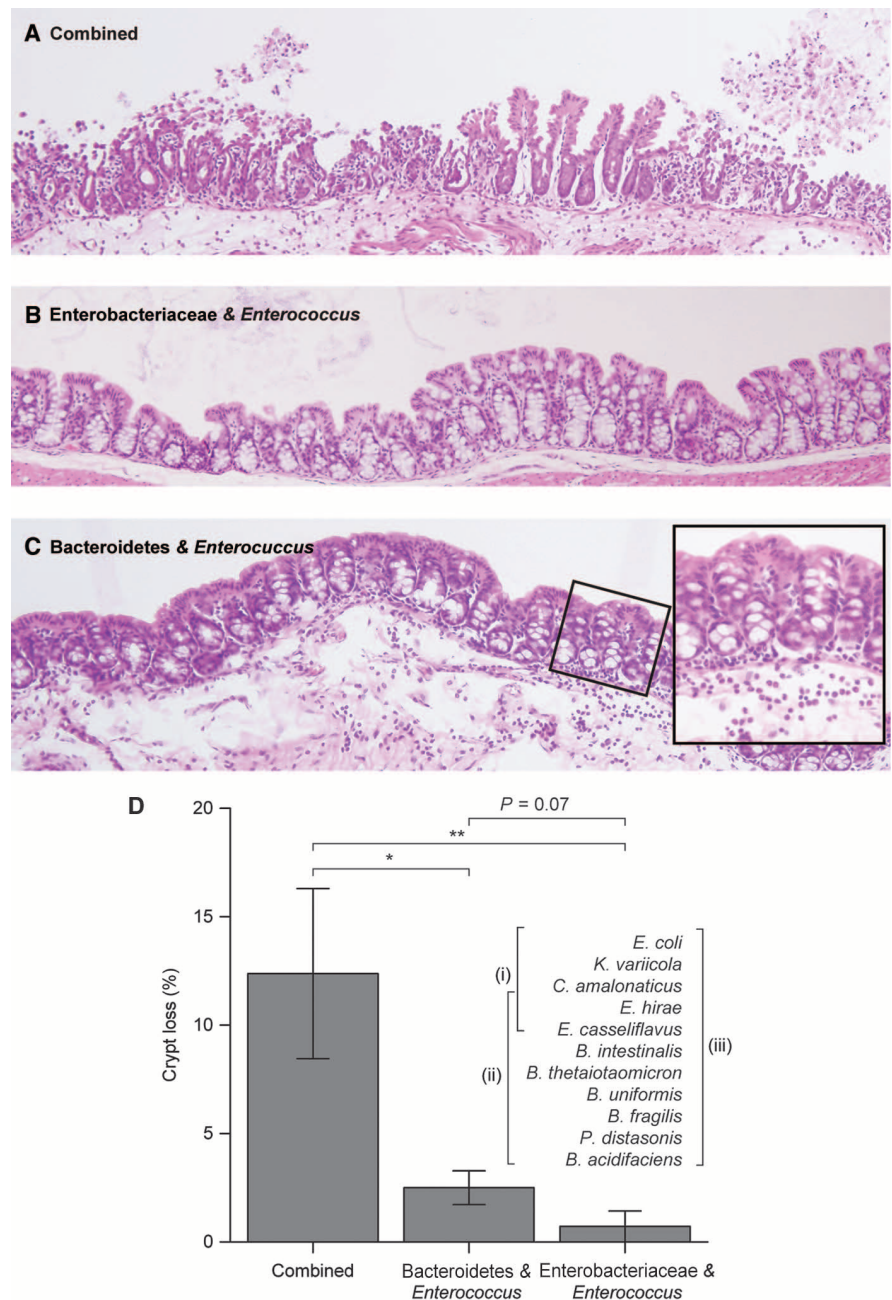 A Combined
B Enterobacteriaceae & Enterococcus
C Bacteroidetes & Enterucuccus
D
20
15
10
5
0
Crypt loss (%)
P = 0.07
**
*
(i)
(ii)
(iii)
E. coli
K. variicola
C. amalonaticus
E. hirae
E. casseliflavus
B. intestinalis
B. thetaiotaomicron
B. uniformis
B. fragilis
P. distasonis
B. acidifaciens
Combined
Bacteroidetes &
Enterococcus
Enterobacteriaceae &
Enterococcus